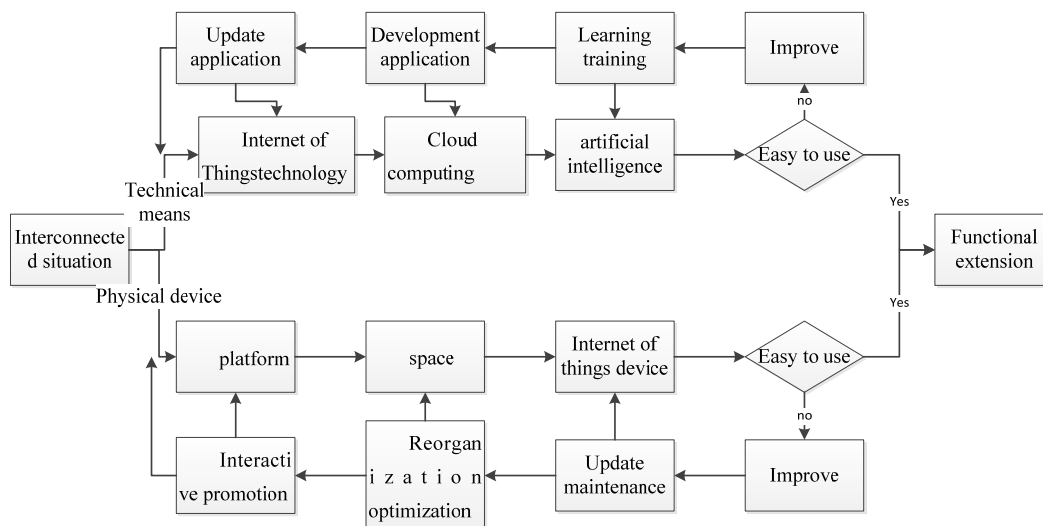 Update
application
Development
application
Learning
training
Improve
no
Internet of
Thingstechnology
Cloud
computing
artificial
intelligence
Easy to use
Technical
means
Yes
Interconnecte
d situation
Functional
extension
Physical device
Yes
platform
space
Internet of
things device
Easy to use
no
Interacti
ve promotion
Reorgan
ization
optimization
Update
maintenance
Improve